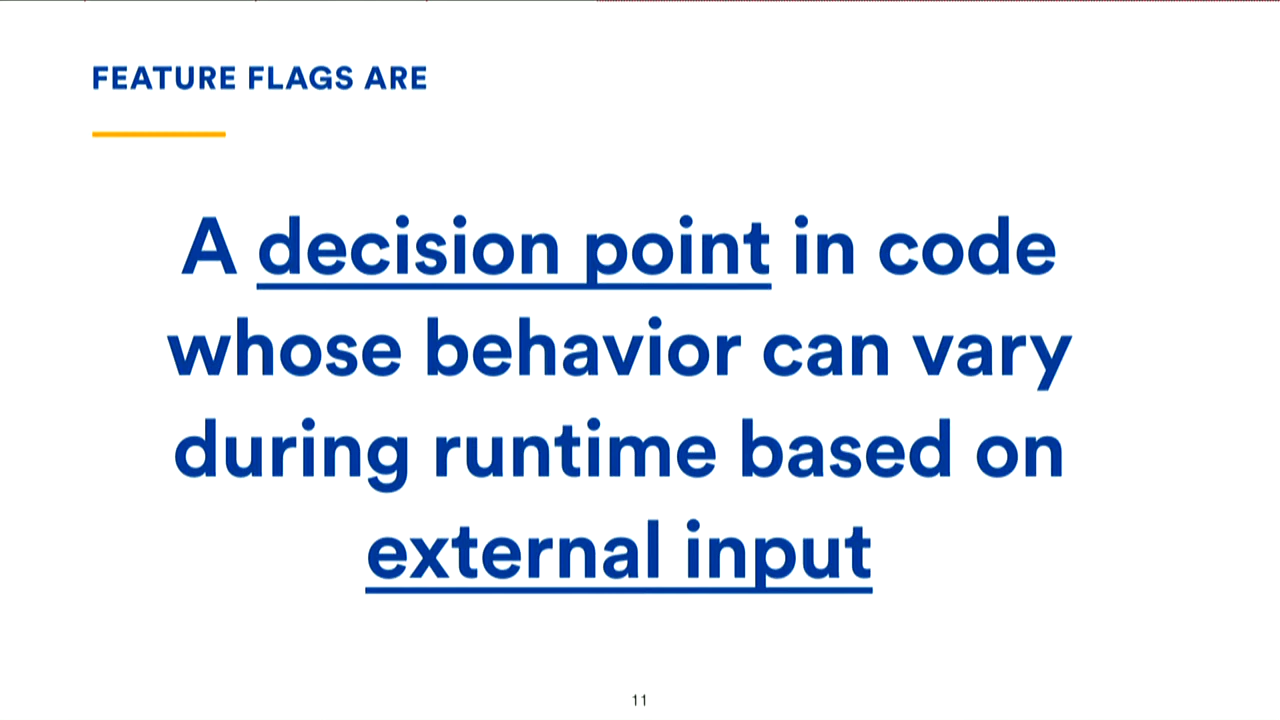 FEATURE FLAGS ARE
A decision point in code
whose behavior can vary
during runtime based on
external input
11